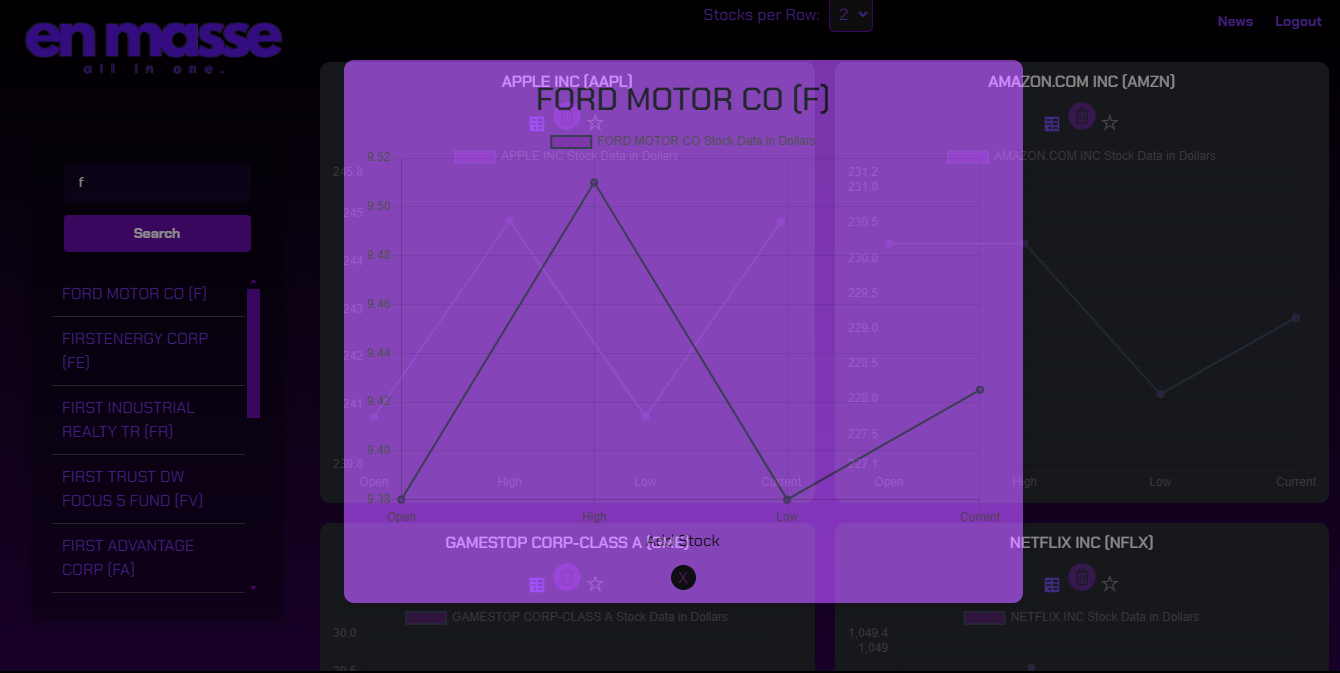 en masse
all in one.
Stocks per Row: 2
News
Logout
f
Search
FORD MOTOR CO (F)
FIRSTENERGY CORP
(FE)
FIRST INDUSTRIAL
REALTY TR (FR)
FIRST TRUST DW
FOCUS 5 FUND (FV)
FIRST ADVANTAGE
CORP (FA)
APPLE INC (AAPL)
APPLE INC Stock Data in Dollars
245.8
245
244
243
242
241
239.8
Open
High
Low
Current
FORD MOTOR CO (F)
FORD MOTOR CO Stock Data in Dollars
9.52
9.50
9.48
9.46
9.44
9.42
9.40
9.38
Open
High
Low
Current
Add Stock
X
AMAZON.COM INC (AMZN)
AMAZON.COM INC Stock Data in Dollars
231.2
231.0
230.5
230.0
229.5
229.0
228.5
228.0
227.5
227.1
Open
High
Low
Current
GAMESTOP CORP-CLASS A (GME)
GAMESTOP CORP-CLASS A Stock Data in Dollars
30.0
29.5
NETFLIX INC (NFLX)
NETFLIX INC Stock Data in Dollars
1,049.4
1,049